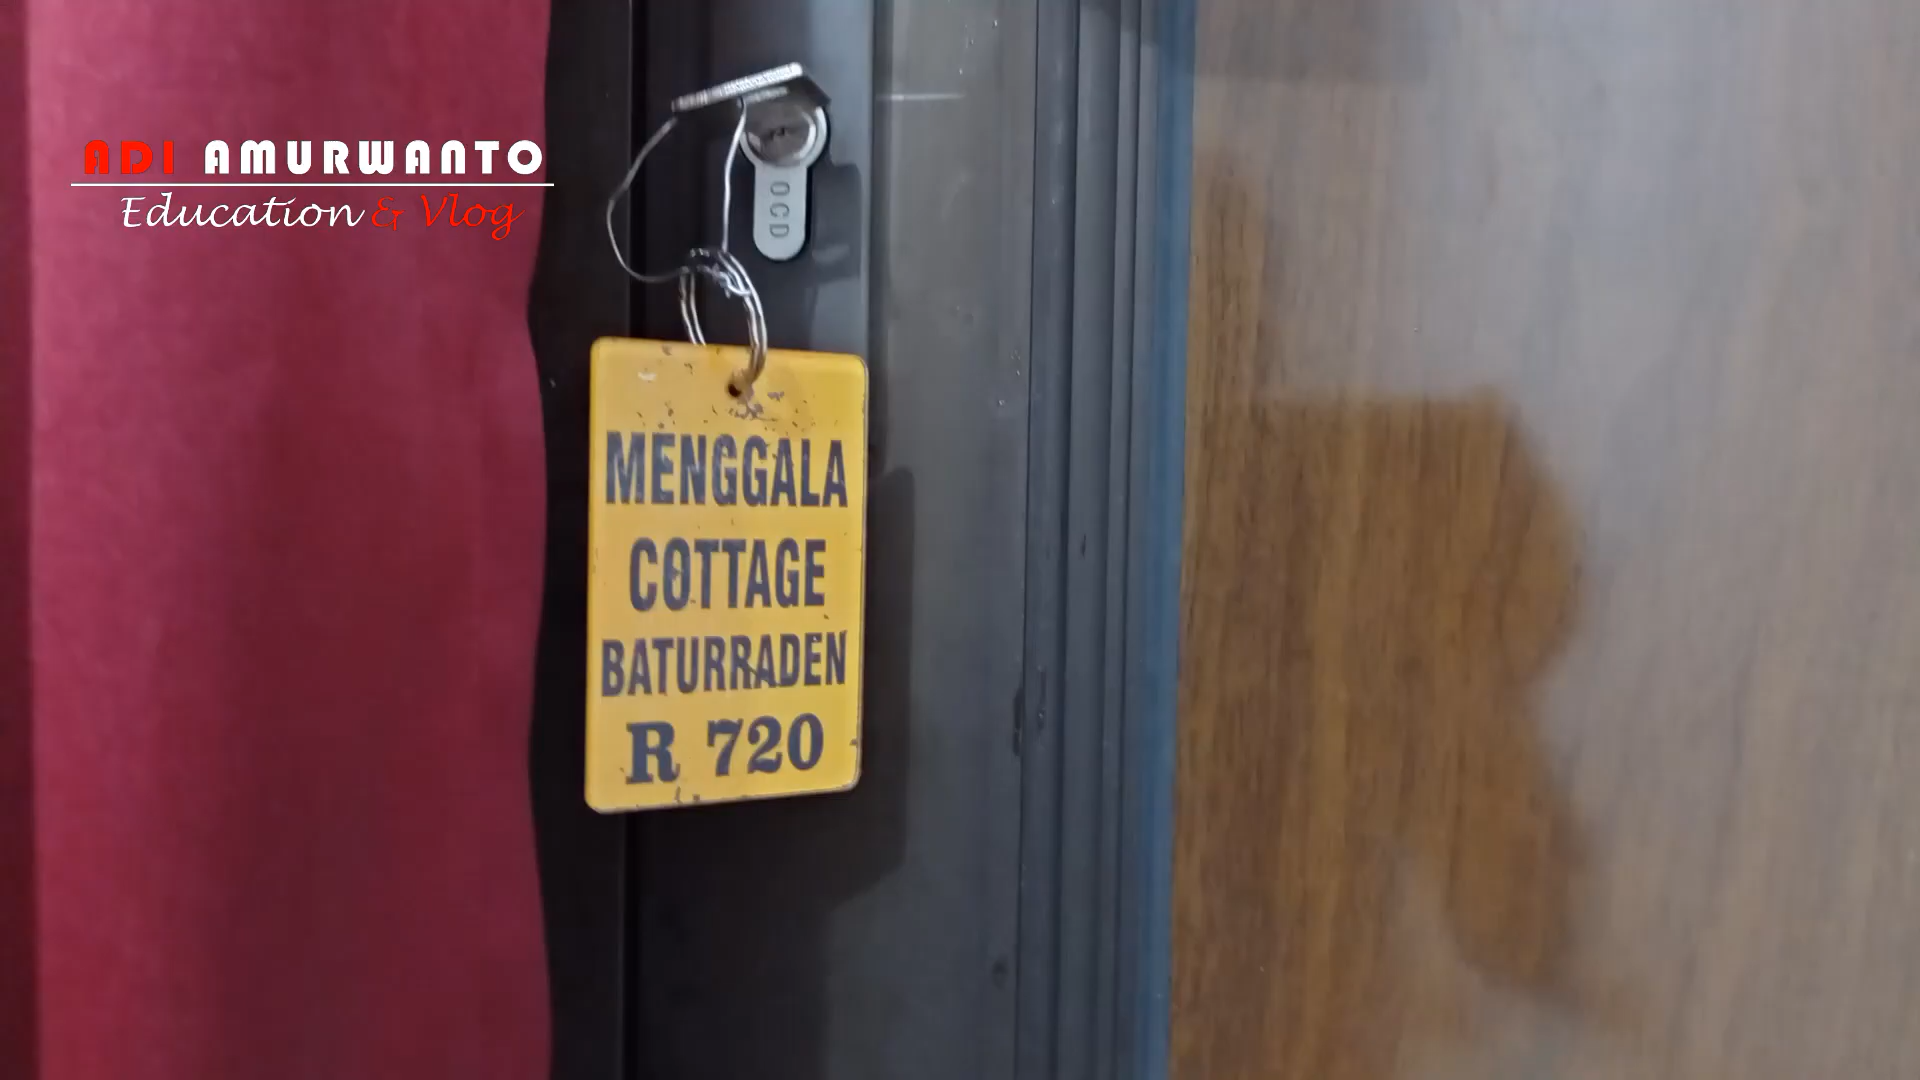 ADI AMURWANTO
Education & Vlog
OCD
MENGGALA
COTTAGE
BATURRADEN
R 720